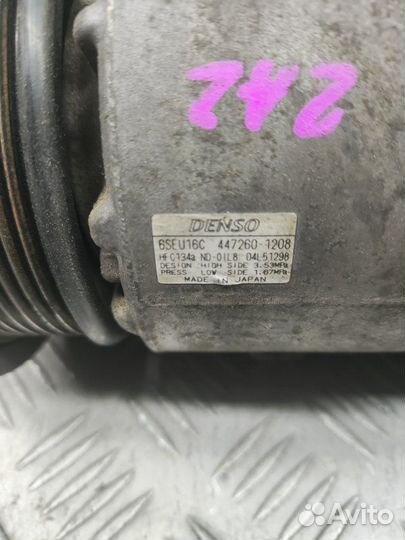 242
DENSO
6SEU16C 447260-1208
HFC134a ND-OIL8 04L51298
DESIGN HIGH SIDE 3.53MPa
PRESS LOW SIDE 1.67MPa
MADE IN JAPAN
Avito